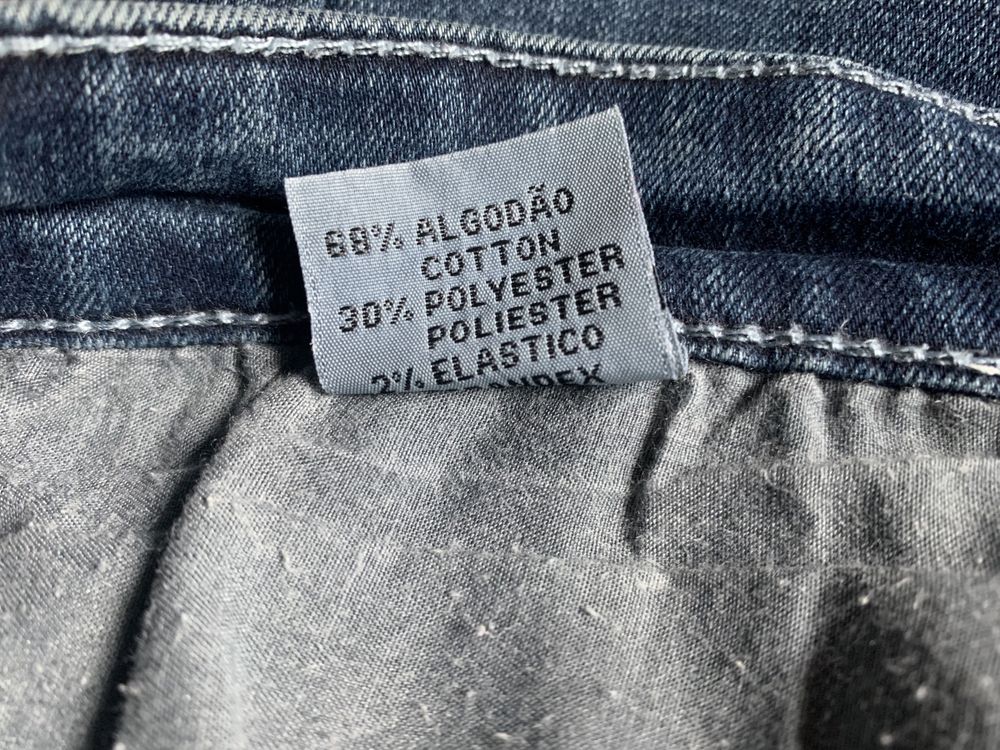 68% ALGODÃO
COTTON
30% POLYESTER
POLIESTER
2% ELASTICO